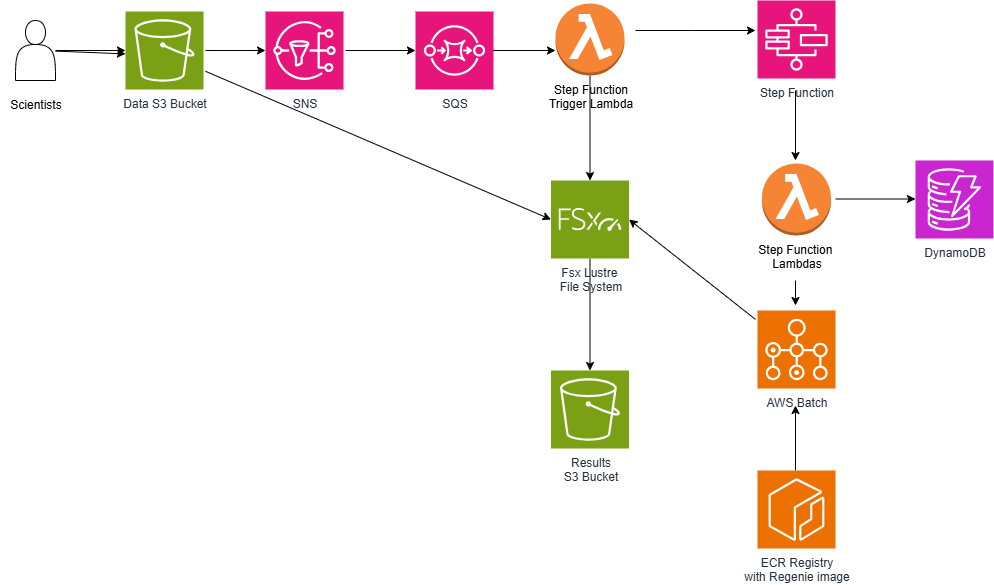 Scientists
Data S3 Bucket
SNS
SQS
Step Function
Trigger Lambda
Step Function
FSx
Fsx Lustre
File System
Step Function
Lambdas
DynamoDB
AWS Batch
Results
S3 Bucket
ECR Registry
with Regenie image